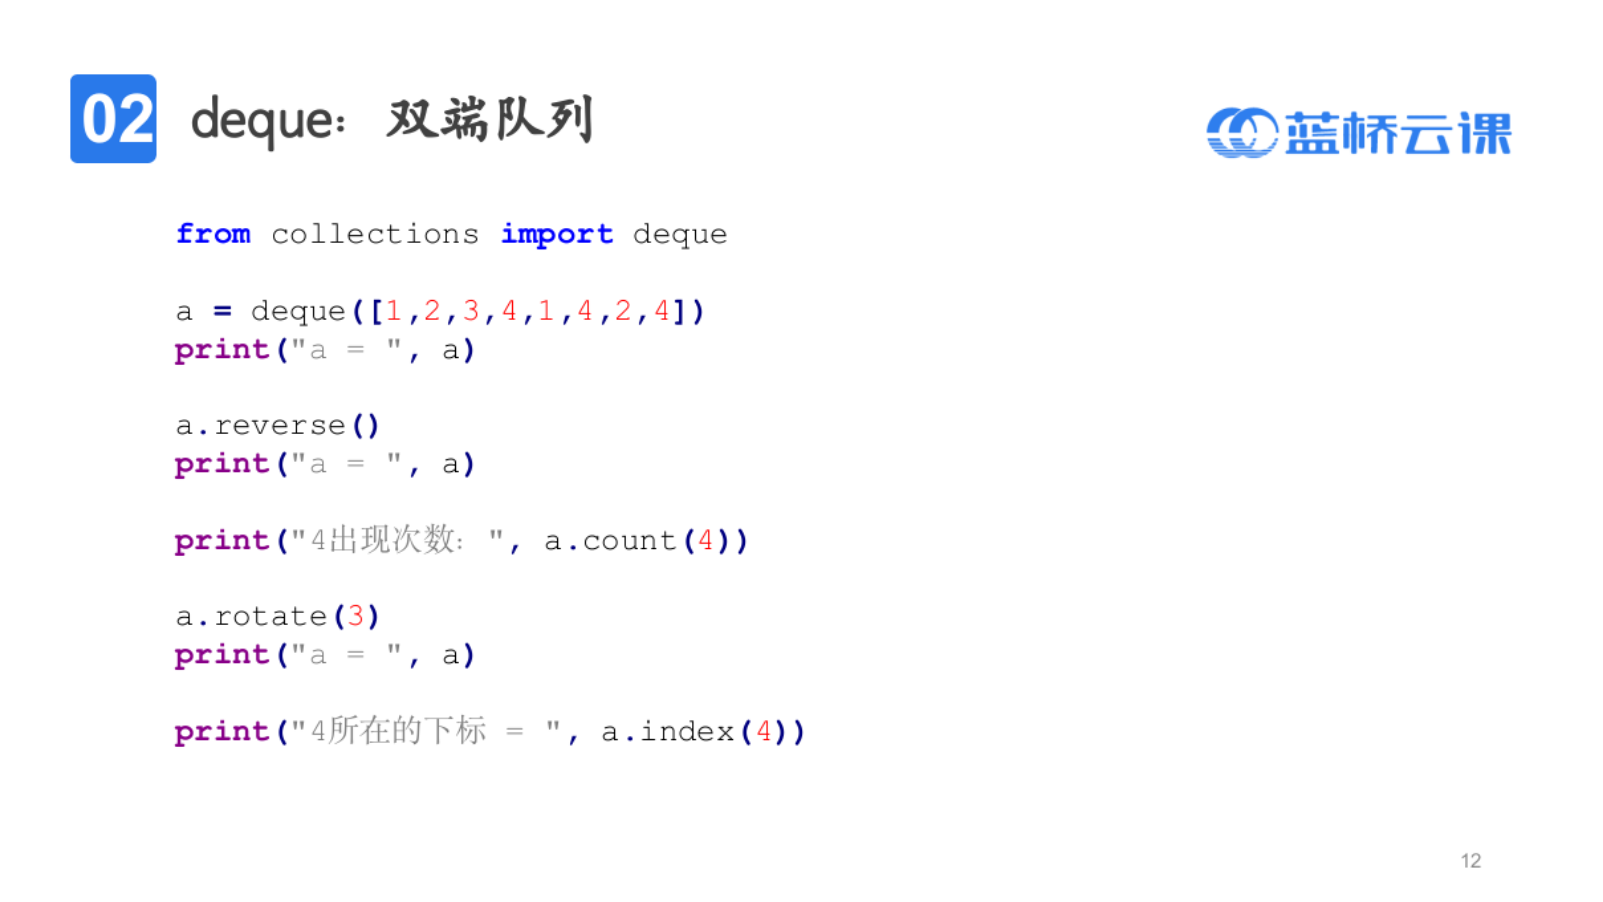 02 deque：双端队列
蓝桥云课
from collections import deque
a = deque([1,2,3,4,1,4,2,4])
print("a = ", a)
a.reverse()
print("a = ", a)
print("4出现次数：", a.count(4))
a.rotate(3)
print("a = ", a)
print("4所在的下标 = ", a.index(4))
12